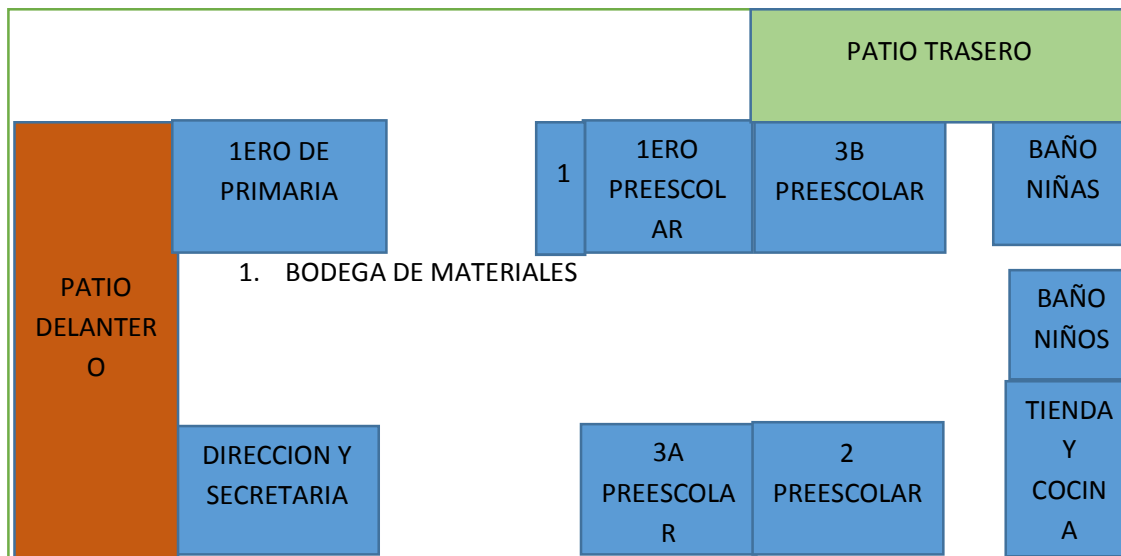 PATIO TRASERO
1ERO DE
PRIMARIA
1
1ERO
PREESCOL
AR
3B
PREESCOLAR
BAÑO
NIÑAS
1. BODEGA DE MATERIALES
PATIO
DELANTER
O
BAÑO
NIÑOS
DIRECCION Y
SECRETARIA
3A
PREESCOLA
R
2
PREESCOLAR
TIENDA
Y
COCIN
A